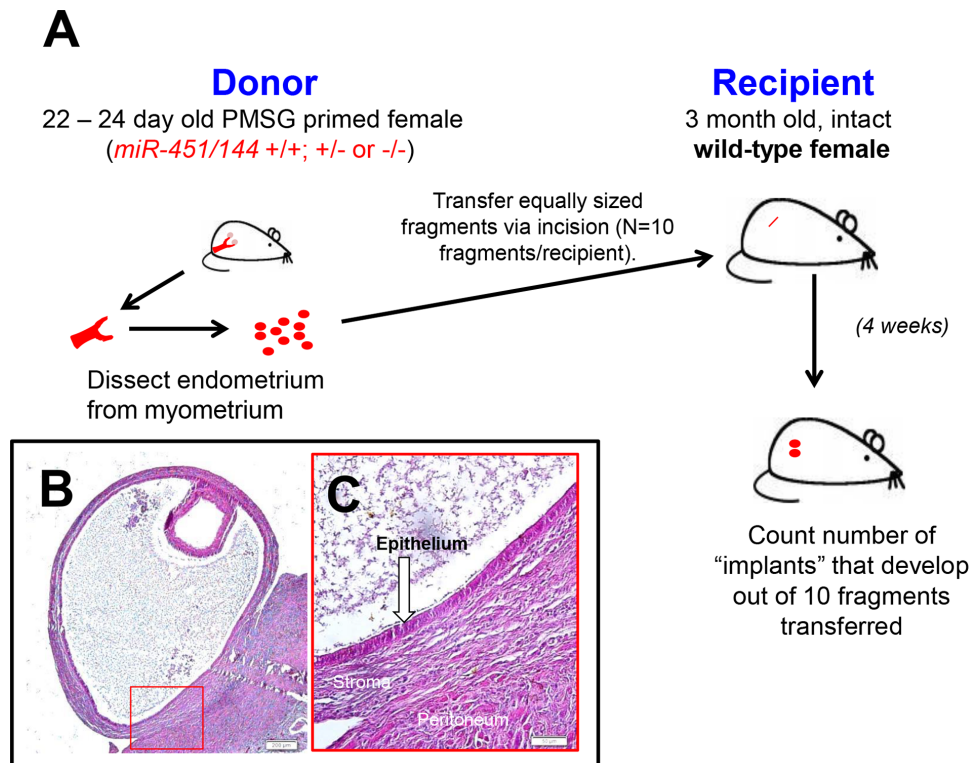 A
Donor
22 – 24 day old PMSG primed female
(miR-451/144 +/+; +/- or -/-)
Recipient
3 month old, intact
wild-type female
Transfer equally sized
fragments via incision (N=10
fragments/recipient).
(4 weeks)
Dissect endometrium
from myometrium
Count number of
“implants” that develop
out of 10 fragments
transferred
B
200 µm
C
Epithelium
Stroma
Peritoneum